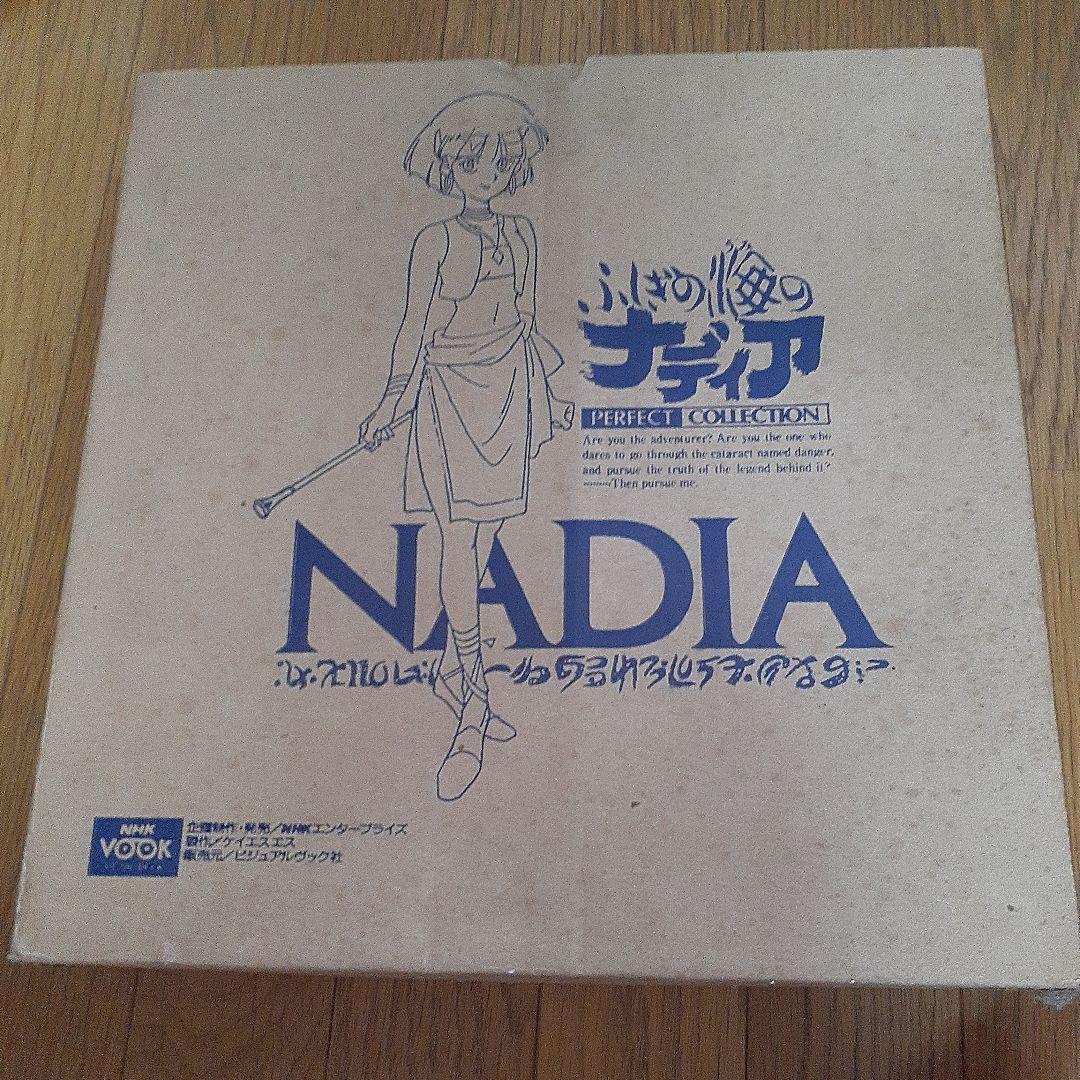 ふしぎの海の
ナディア
PERFECT COLLECTION
Are you the adventurer? Are you the one who
dares to go through the cataract named danger,
and pursue the truth of the legend behind it?
Then pursue me.
NADIA
NHK
VOOK
企画制作・発売/NHKエンタープライズ
製作/ケイエスエス
販売元/ビジュアルヴック社